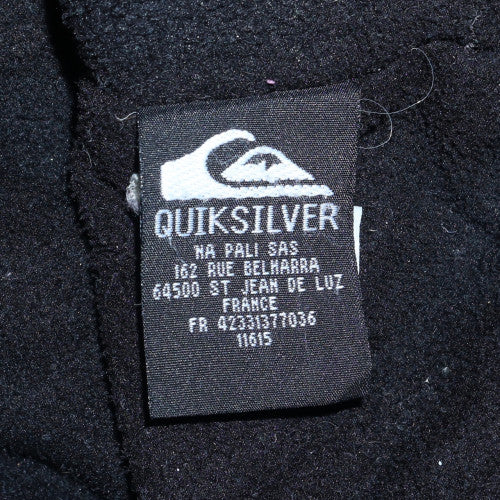 QUIKSILVER
NA PALI SAS
162 RUE BELHARRA
64500 ST JEAN DE LUZ
FRANCE
FR 42331377036
11615